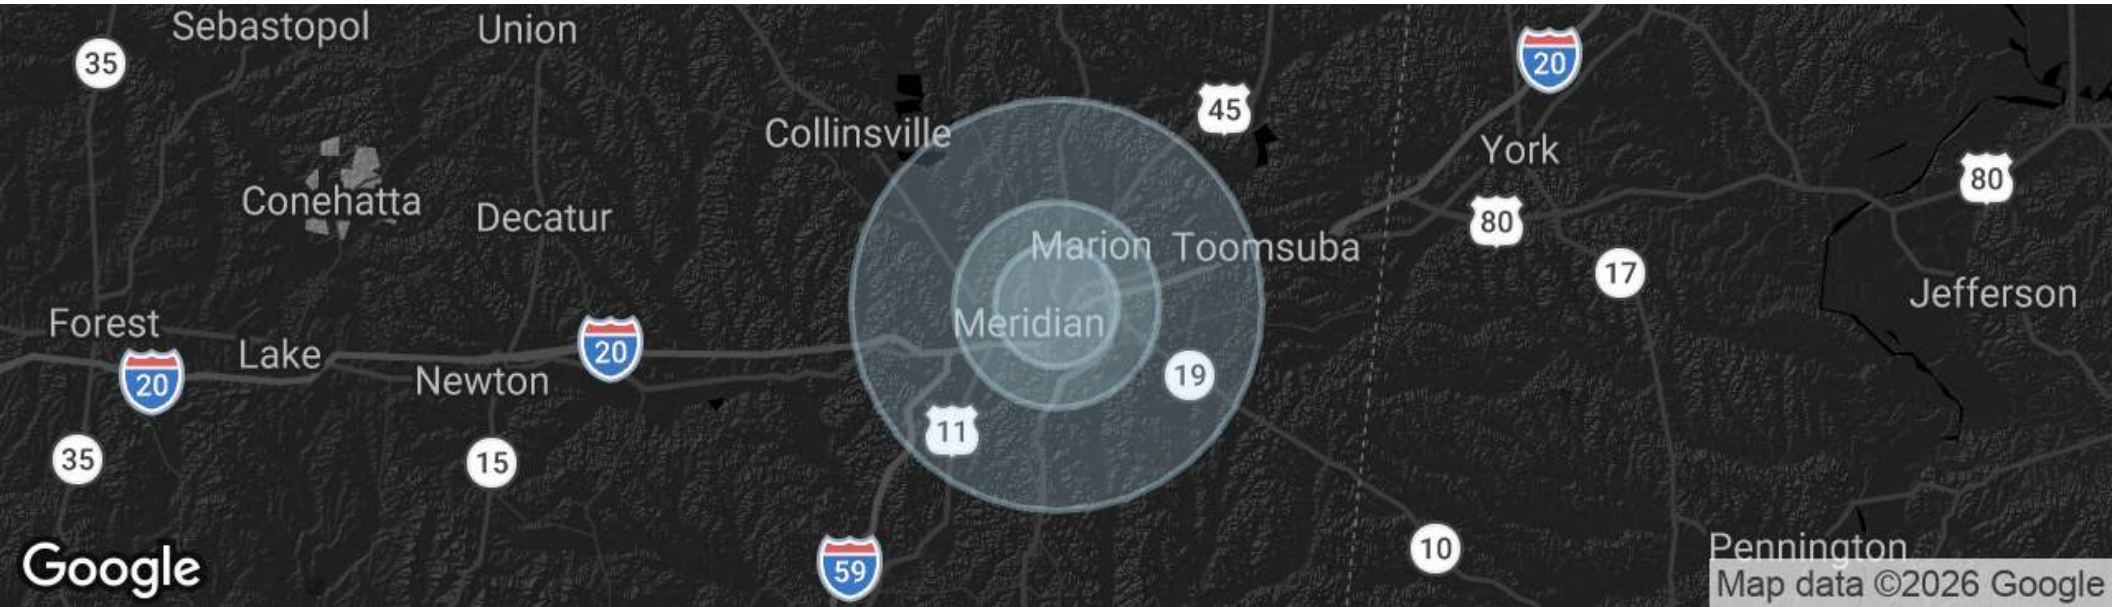 Sebastopol
Union
35
20
45
Collinsville
York
80
Conehatta
Decatur
80
Marion
Toomsuba
17
Jefferson
Forest
Meridian
20
Lake
20
Newton
19
11
35
15
10
Pennington
59
Google
Map data ©2026 Google